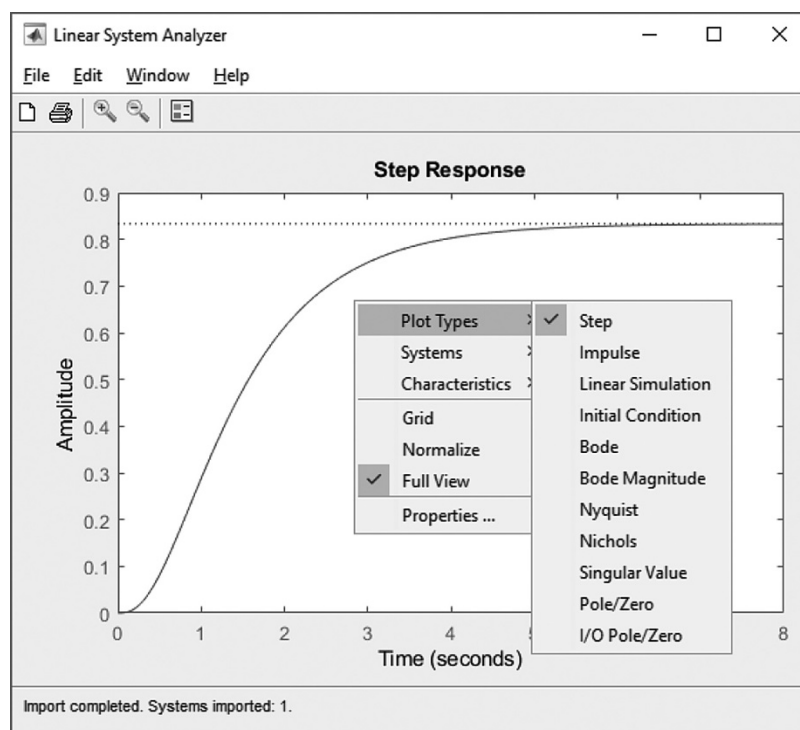 Linear System Analyzer
File Edit Window Help
Step Response
Amplitude
0.9
0.8
0.7
0.6
0.5
0.4
0.3
0.2
0.1
0
Plot Types
Systems
Characteristics
Grid
Normalize
Full View
Properties ...
Step
Impulse
Linear Simulation
Initial Condition
Bode
Bode Magnitude
Nyquist
Nichols
Singular Value
Pole/Zero
I/O Pole/Zero
0 1 2 3 4 8
Time (seconds)
Import completed. Systems imported: 1.